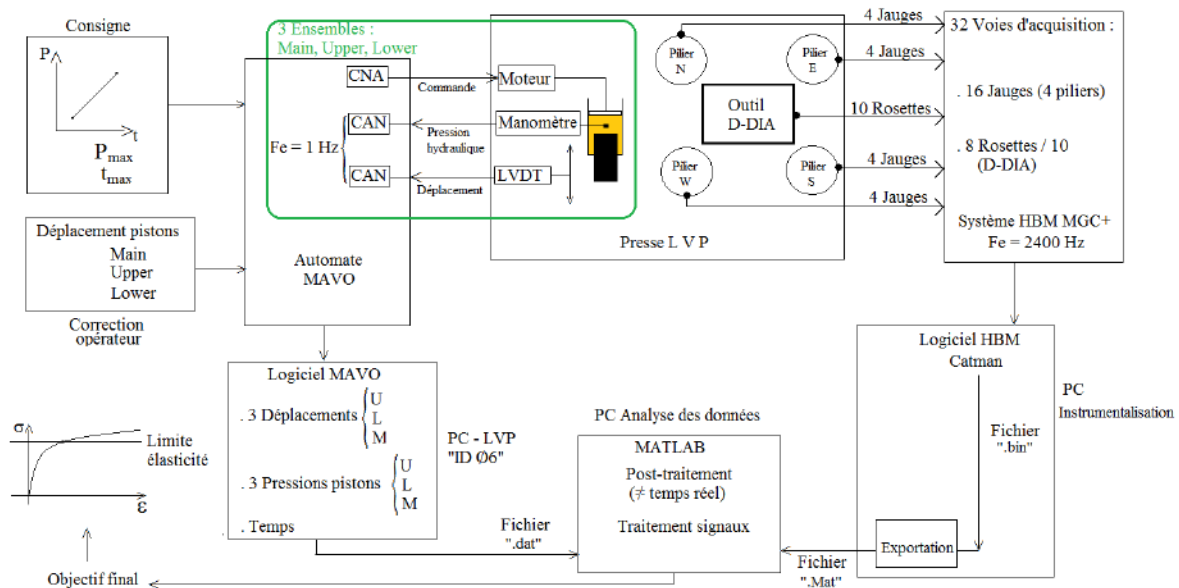 Consigne
P
t
P max
t max
Déplacement pistons
Main
Upper
Lower
Correction
opérateur
3 Ensembles :
Main, Upper, Lower
CNA
CAN
Fe = 1 Hz
CAN
Automate
MAVO
Commande
Pression
hydraulique
Déplacement
Moteur
Manomètre
LVDT
Pilier
N
Pilier
E
Outil
D-DIA
Pilier
W
Pilier
S
Presse L V P
4 Jauges
4 Jauges
10 Rosettes
4 Jauges
4 Jauges
32 Voies d'acquisition :
. 16 Jauges (4 piliers)
. 8 Rosettes / 10
(D-DIA)
Système HBM MGC+
Fe = 2400 Hz
Logiciel HBM
Catman
Fichier
".bin"
Exportation
PC
Instrumentalisation
Fichier
".Mat"
Logiciel MAVO
. 3 Déplacements
U
L
M
. 3 Pressions pistons
U
L
M
. Temps
PC - LVP
"ID Ø6"
Fichier
".dat"
PC Analyse des données
MATLAB
Post-traitement
(≠ temps réel)
Traitement signaux
σ
Limite
élasticité
ε
Objectif final